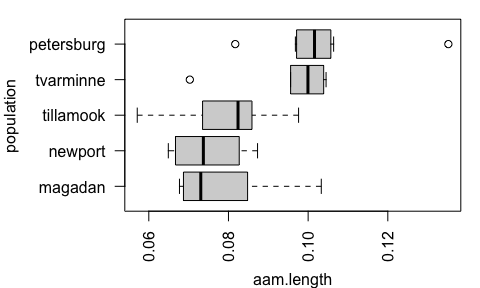 petersburg
tvarminne
tillamook
newport
magadan
population
0.06 0.08 0.10 0.12
aam.length